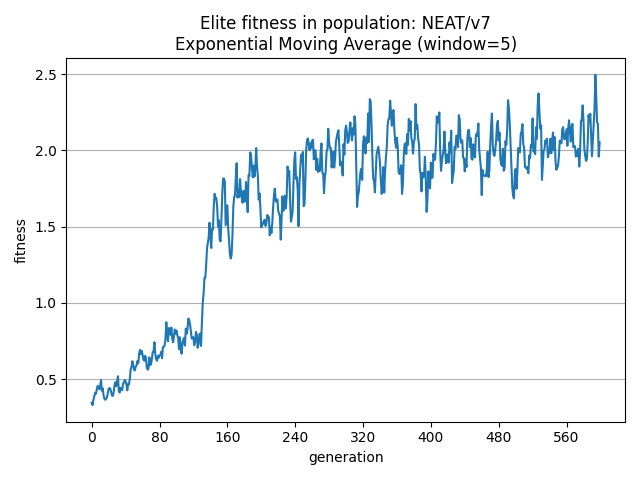 Elite fitness in population: NEAT/v7
Exponential Moving Average (window=5)
2.5
2.0
1.5
1.0
0.5
fitness
0 80 160 240 320 400 480 560
generation